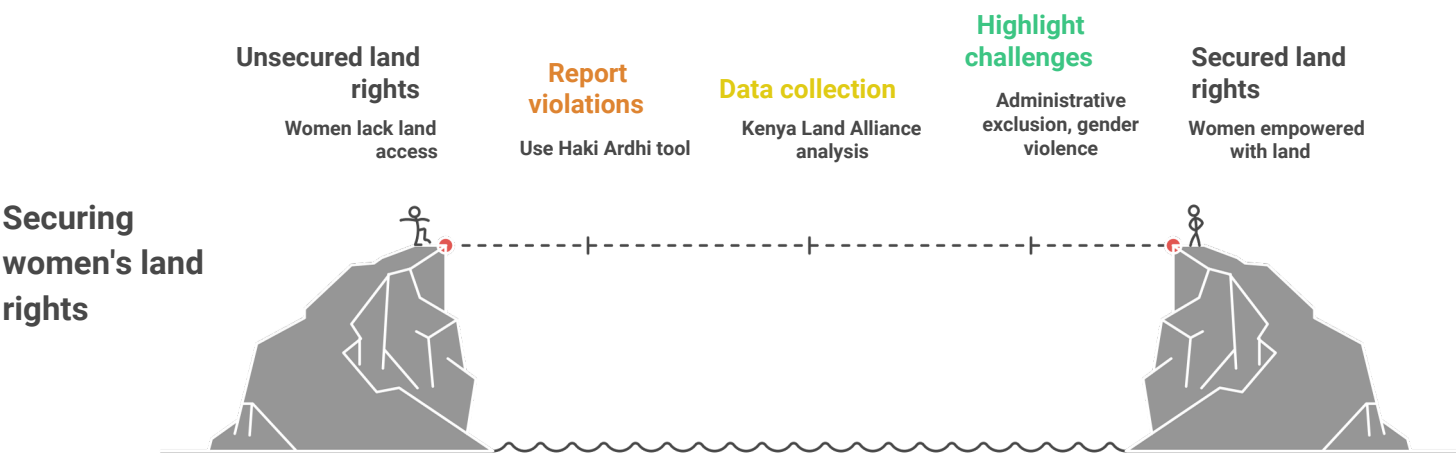 Securing
women's land
rights
Unsecured land
rights
Women lack land
access
Report
violations
Use Haki Ardhi tool
Data collection
Kenya Land Alliance
analysis
Highlight
challenges
Administrative
exclusion, gender
violence
Secured land
rights
Women empowered
with land